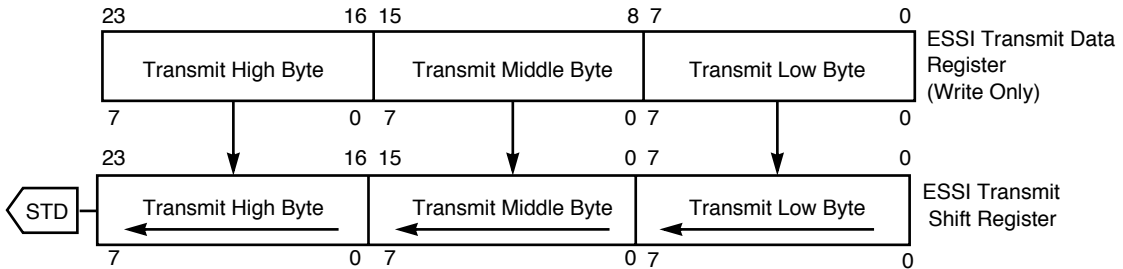 23 16 15 8 7 0
Transmit High Byte Transmit Middle Byte Transmit Low Byte
ESSI Transmit Data
Register
(Write Only)
7 0 7 0 7 0
23 16 15 0 7 0
STD
Transmit High Byte Transmit Middle Byte Transmit Low Byte
ESSI Transmit
Shift Register
7 0 7 0 7 0